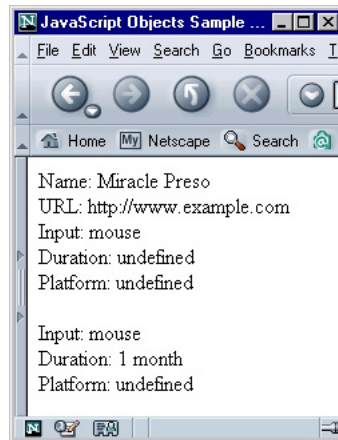 JavaScript Objects Sample ...
File Edit View Search Go Bookmarks T
Home My Netscape Search
Name: Miracle Preso
URL: http://www.example.com
Input: mouse
Duration: undefined
Platform: undefined
Input: mouse
Duration: 1 month
Platform: undefined